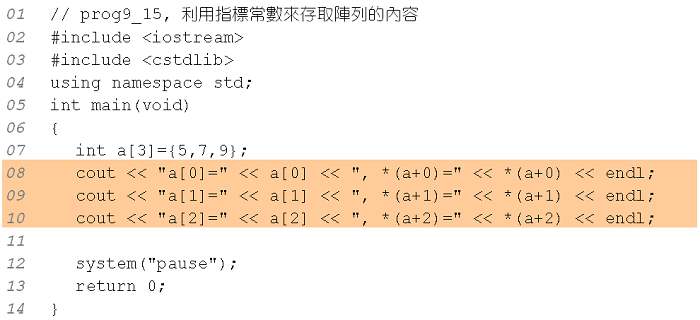 01 // prog9_15, 利用指標常數來存取陣列的內容
02 #include <iostream>
03 #include <cstdlib>
04 using namespace std;
05 int main(void)
06 {
07 int a[3]={5,7,9};
08 cout << "a[0]=" << a[0] << ", *(a+0)=" << *(a+0) << endl;
09 cout << "a[1]=" << a[1] << ", *(a+1)=" << *(a+1) << endl;
10 cout << "a[2]=" << a[2] << ", *(a+2)=" << *(a+2) << endl;
11
12 system("pause");
13 return 0;
14 }